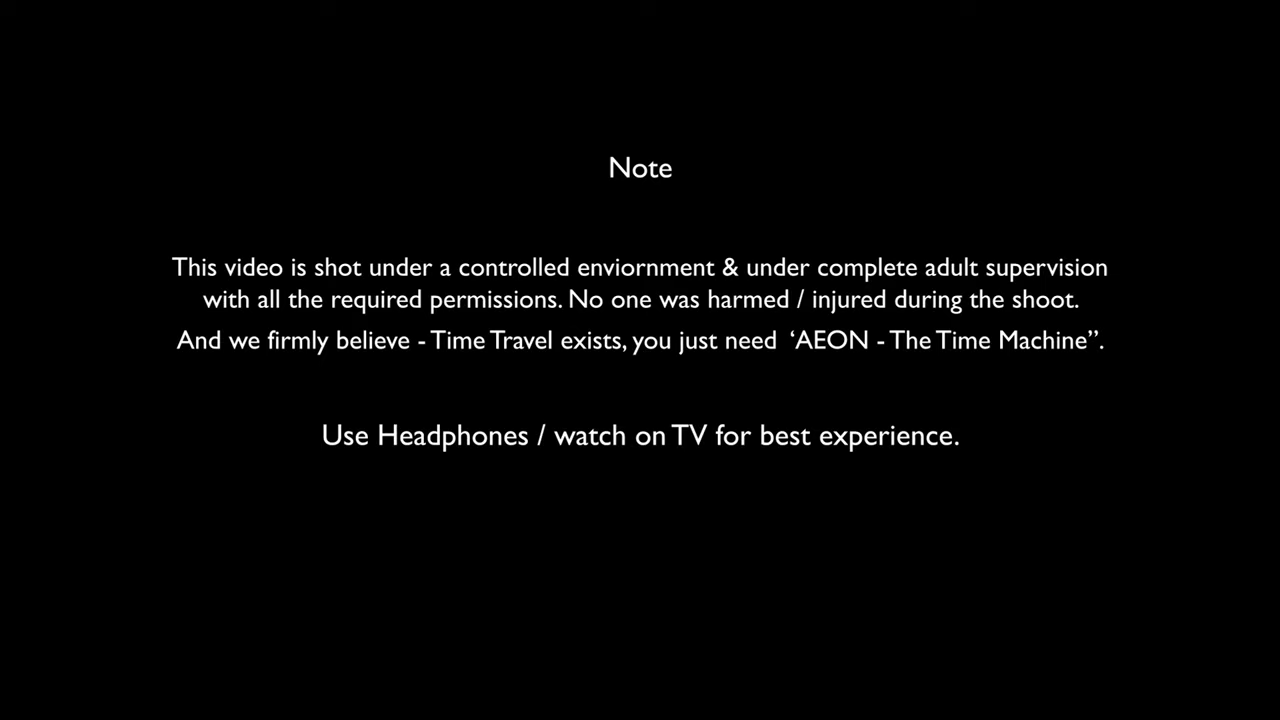 Note
This video is shot under a controlled enviornment & under complete adult supervision
with all the required permissions. No one was harmed / injured during the shoot.
And we firmly believe - Time Travel exists, you just need ‘AEON - The Time Machine”.
Use Headphones / watch on TV for best experience.